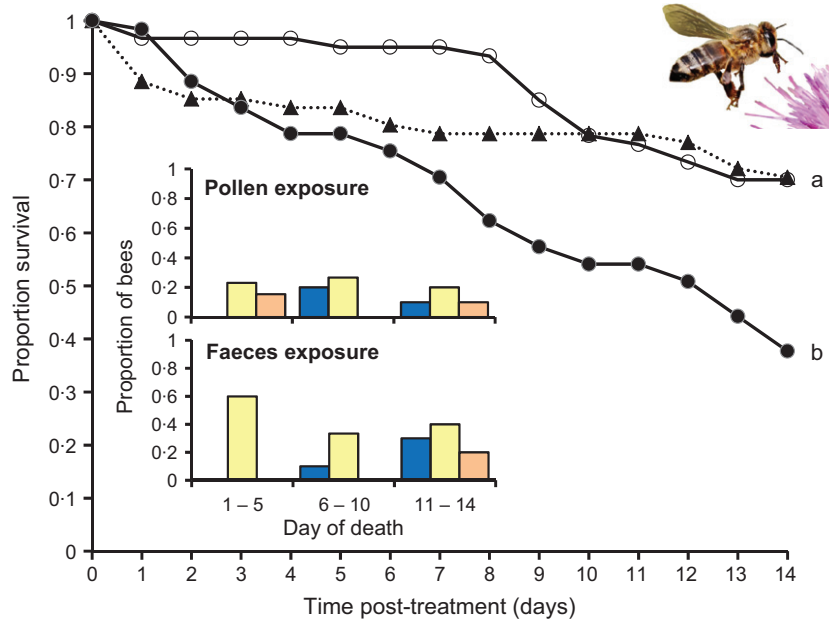 1
0·9
0·8
0·7
0·6
0·5
0·4
0·3
0·2
0·1
0
Proportion survival
a
b
Pollen exposure
1
0·8
0·6
0·4
0·2
0
Proportion of bees
Faeces exposure
1
0·8
0·6
0·4
0·2
0
1 – 5 6 – 10 11 – 14
Day of death
0 1 2 3 4 5 6 7 8 9 10 11 12 13 14
Time post-treatment (days)